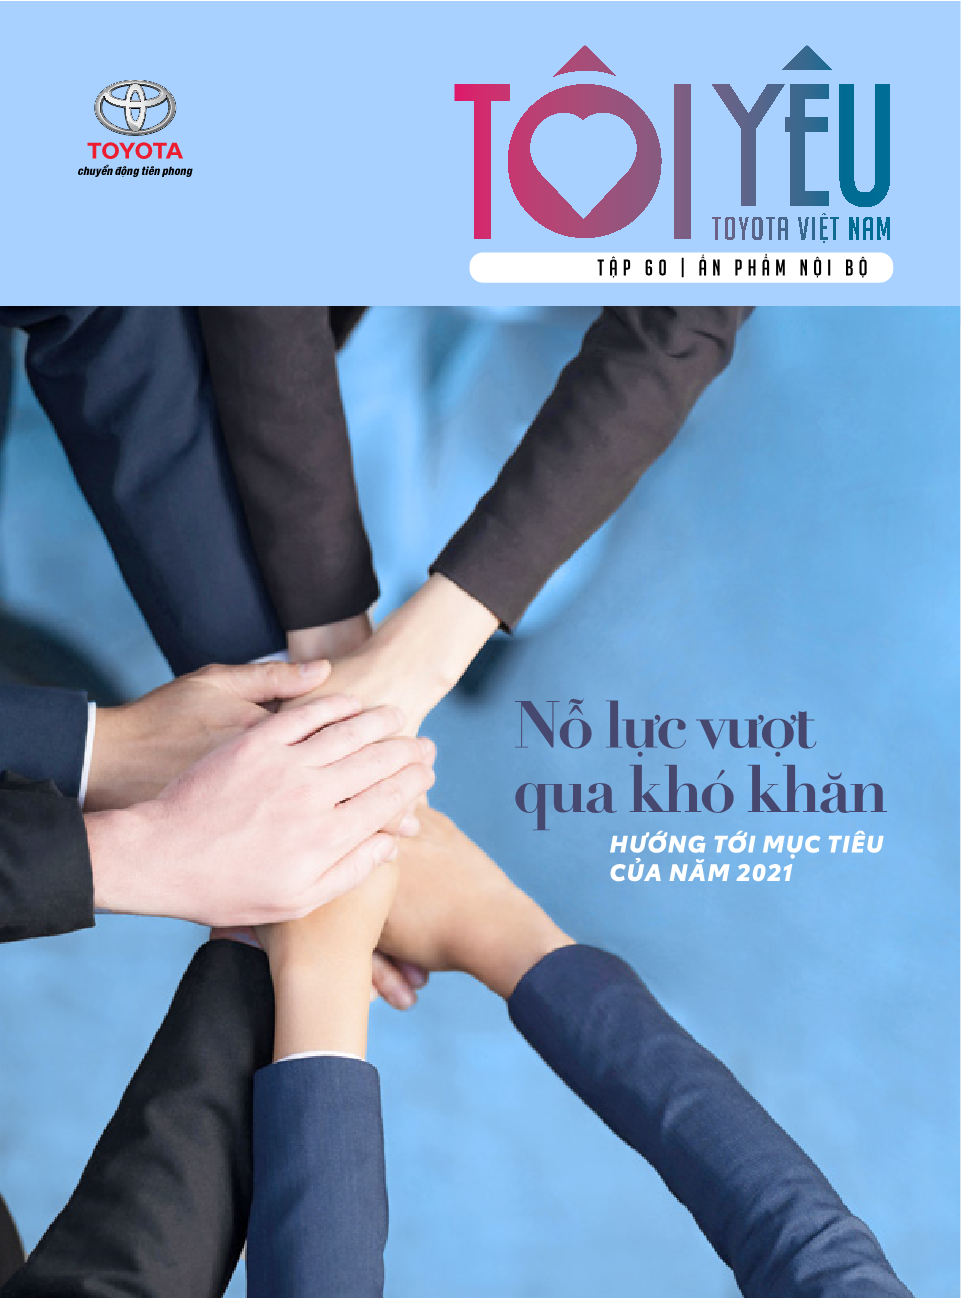 TOYOTA
chuyển động tiên phong
TÔI YÊU
TOYOTA VIỆT NAM
TẬP 60 | ẤN PHẨM NỘI BỘ
Nỗ lực vượt
qua khó khăn
HƯỚNG TỚI MỤC TIÊU
CỦA NĂM 2021